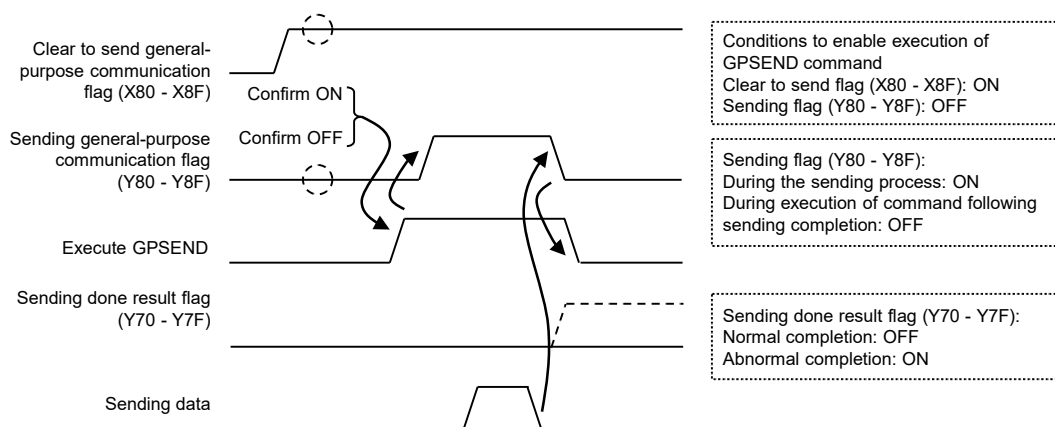 Clear to send general-
purpose communication
flag (X80 - X8F)
Confirm ON
Confirm OFF
Sending general-purpose
communication flag
(Y80 - Y8F)
Execute GPSEND
Sending done result flag
(Y70 - Y7F)
Sending data
Conditions to enable execution of
GPSEND command
Clear to send flag (X80 - X8F): ON
Sending flag (Y80 - Y8F): OFF
Sending flag (Y80 - Y8F):
During the sending process: ON
During execution of command following
sending completion: OFF
Sending done result flag (Y70 - Y7F):
Normal completion: OFF
Abnormal completion: ON